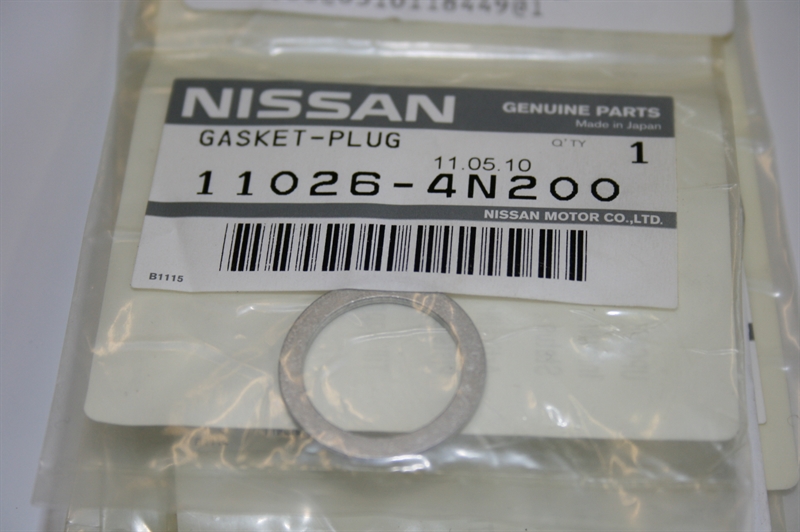 NISSAN
GENUINE PARTS
Made in Japan
GASKET-PLUG
Q'TY 1
11.05.10
11026-4N200
NISSAN MOTOR CO.,LTD.
B1115